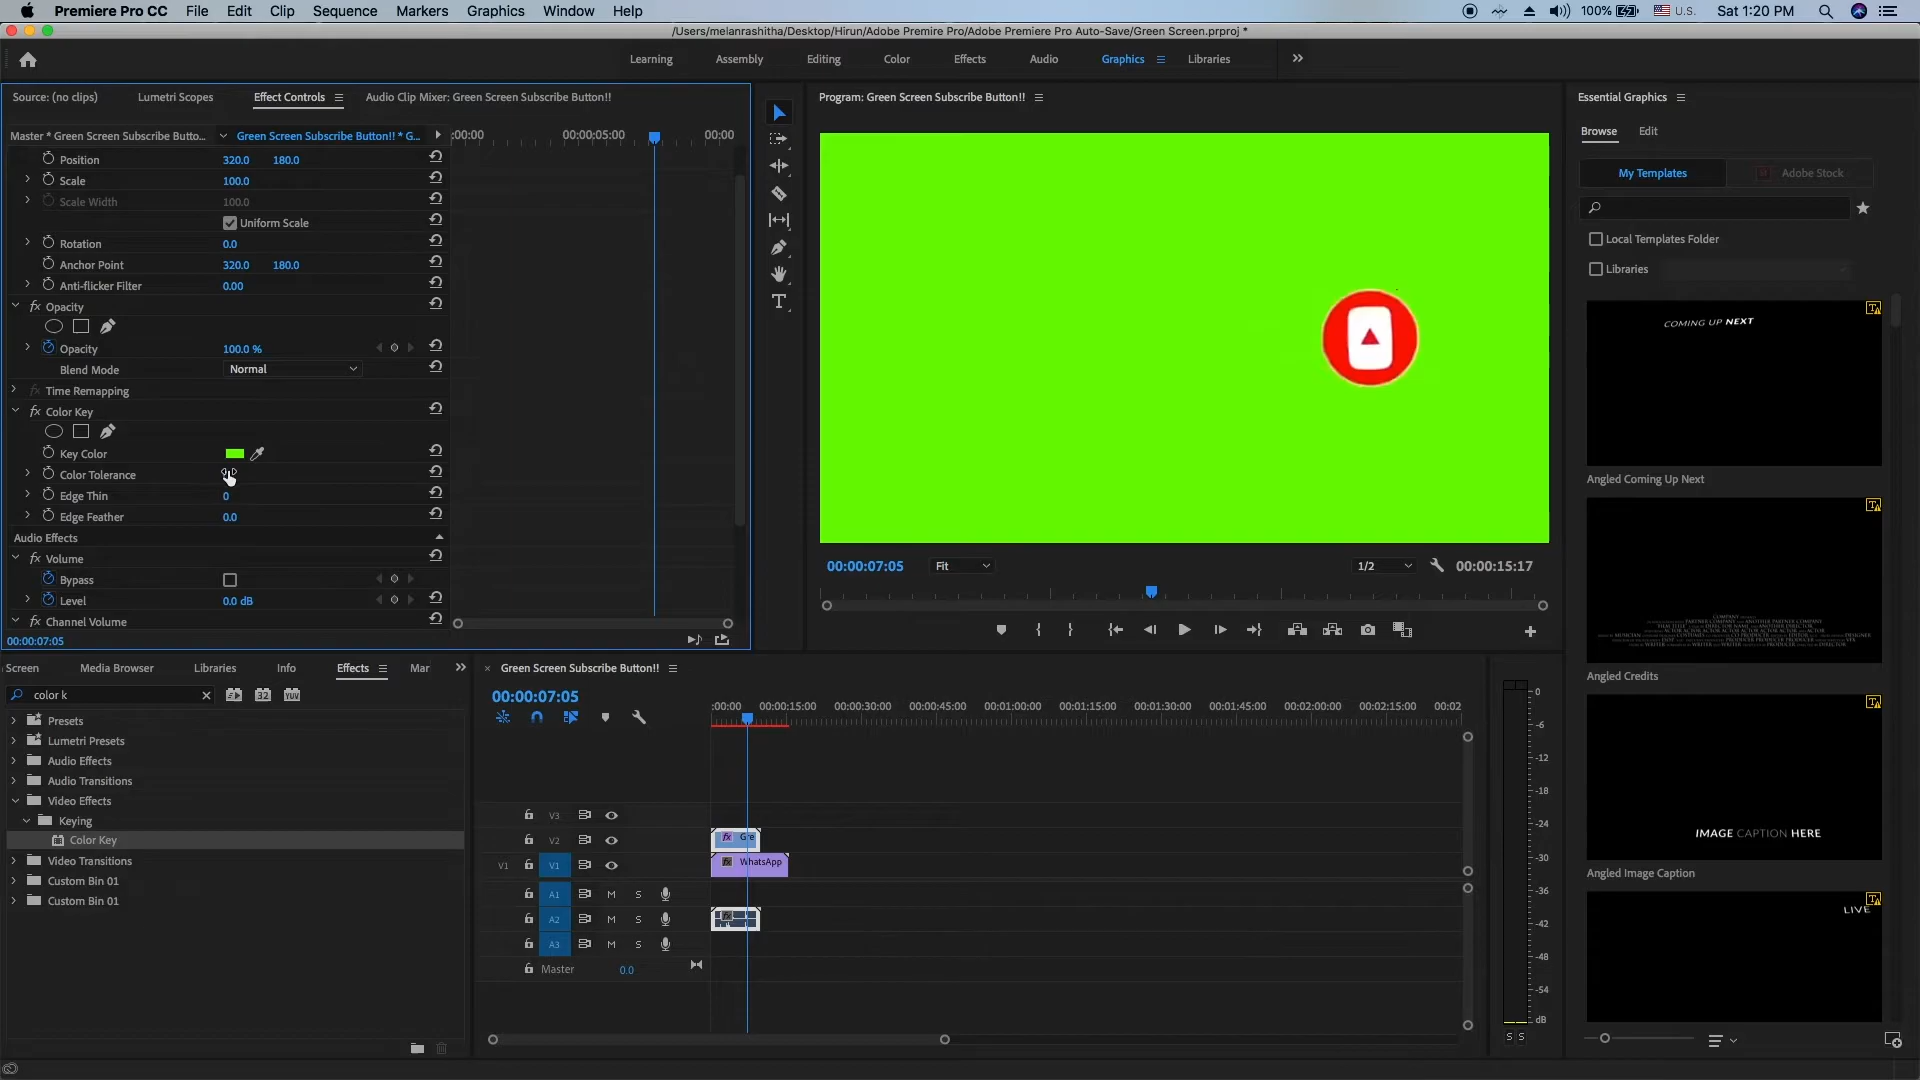 Premiere Pro CC File Edit Clip Sequence Markers Graphics Window Help 100% U.S. Sat 1:20 PM
/Users/melanrashitha/Desktop/Hirun/Adobe Premire Pro/Adobe Premiere Pro Auto-Save/Green Screen.prproj *
Learning Assembly Editing Color Effects Audio Graphics Libraries
Source: (no clips) Lumetri Scopes Effect Controls Audio Clip Mixer: Green Screen Subscribe Button!!
Master * Green Screen Subscribe Butto... Green Screen Subscribe Button!! * G...
:00:00 00:00:05:00 00:00
Position 320.0 180.0
Scale 100.0
Scale Width 100.0
Uniform Scale
Rotation 0.0
Anchor Point 320.0 180.0
Anti-flicker Filter 0.00
fx Opacity
Opacity 100.0 %
Blend Mode Normal
fx Time Remapping
fx Color Key
Key Color
Color Tolerance
Edge Thin 0
Edge Feather 0.0
Audio Effects
fx Volume
Bypass
Level 0.0 dB
fx Channel Volume
00:00:07:05
Program: Green Screen Subscribe Button!!
00:00:07:05 Fit 1/2 00:00:15:17
Essential Graphics
Browse Edit
My Templates Adobe Stock
Local Templates Folder
Libraries
COMING UP NEXT
Angled Coming Up Next
Angled Credits
IMAGE CAPTION HERE
Angled Image Caption
LIVE
Screen Media Browser Libraries Info Effects Mar
color k
32 YUV
Presets
Lumetri Presets
Audio Effects
Audio Transitions
Video Effects
Keying
Color Key
Video Transitions
Custom Bin 01
Custom Bin 01
Green Screen Subscribe Button!!
00:00:07:05
:00:00 00:00:15:00 00:00:30:00 00:00:45:00 00:01:00:00 00:01:15:00 00:01:30:00 00:01:45:00 00:02:00:00 00:02:15:00 00:02
V3
V2 fx Gre
V1 V1 fx WhatsApp
A1 M S
A2 M S
A3 M S
Master 0.0
0
-6
-12
-18
-24
-30
-36
-42
-48
-54
dB
S S